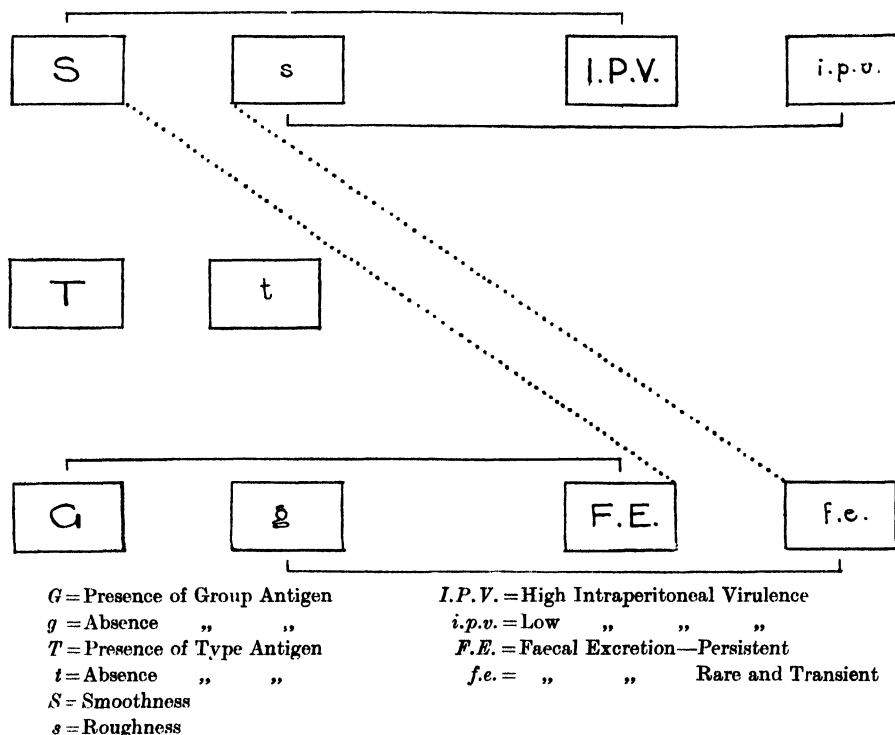 S s I.P.V. i.p.v.
T t
G g F.E. f.e.
G=Presence of Group Antigen
g=Absence „ „
T=Presence of Type Antigen
t=Absence „ „
S=Smoothness
s=Roughness
I.P.V.=High Intraperitoneal Virulence
i.p.v.=Low „ „ „
F.E.=Faecal Excretion—Persistent
f.e.= „ „ Rare and Transient